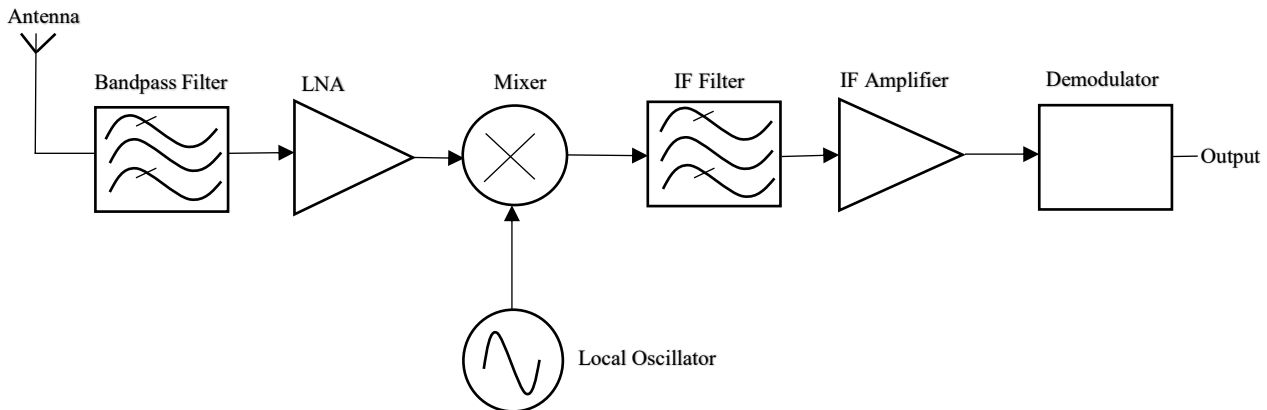 Antenna
Bandpass Filter
LNA
Mixer
IF Filter
IF Amplifier
Demodulator
Output
Local Oscillator